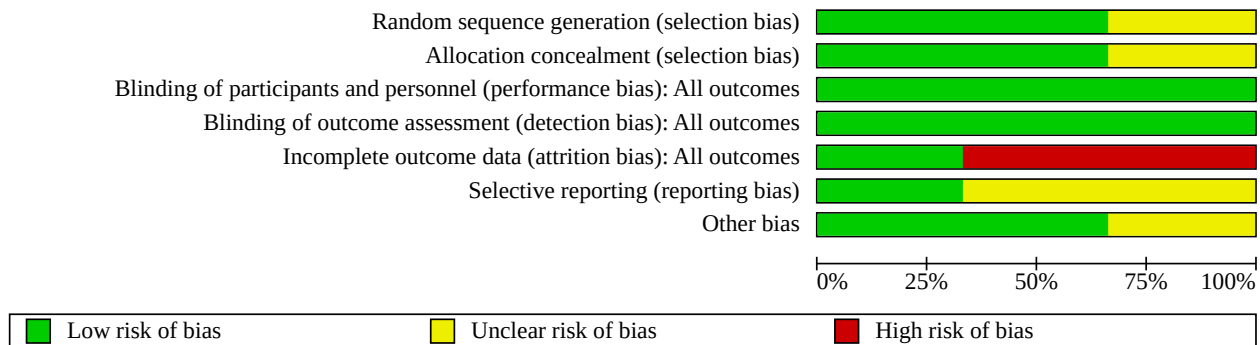 Random sequence generation (selection bias)
Allocation concealment (selection bias)
Blinding of participants and personnel (performance bias): All outcomes
Blinding of outcome assessment (detection bias): All outcomes
Incomplete outcome data (attrition bias): All outcomes
Selective reporting (reporting bias)
Other bias
0% 25% 50% 75% 100%
Low risk of bias Unclear risk of bias High risk of bias